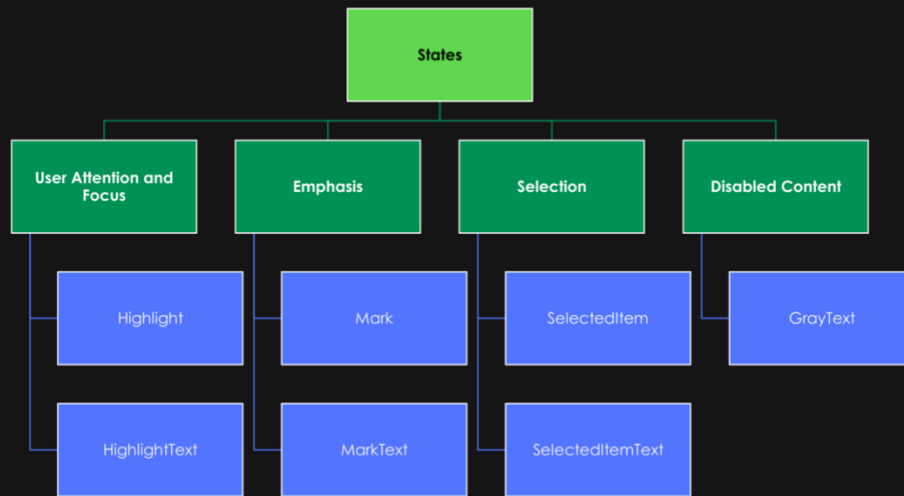 States
User Attention and
Focus
Emphasis
Selection
Disabled Content
Highlight
Mark
SelectedItem
GrayText
HighlightText
MarkText
SelectedItemText